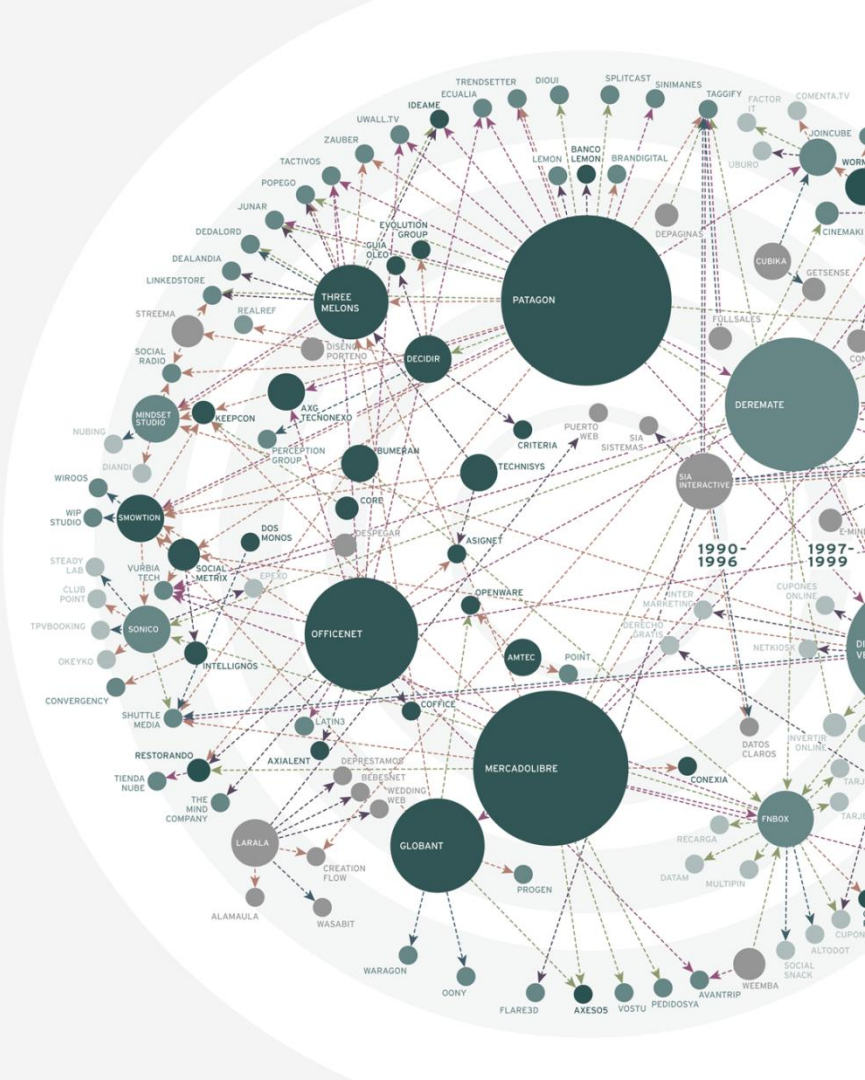 TRENDSETTER
DIOUI
SPLITCAST
SINIMANES
ECUALIA
TAGGIFY
FACTOR
IT
COMENTA.TV
IDEAME
UWALL.TV
JOINCUBE
ZAUBER
UBURO
LEMON
BANCO
LEMON
BRANDIGITAL
TACTIVOS
POPEGO
JUNAR
DEPAGINAS
CINEMAKI
DEDALORD
EVOLUTION
GROUP
GUIA
OLEO
DEALANDIA
CUBIKA
GETSENSE
LINKEDSTORE
THREE
MELONS
PATAGON
STREEMA
REALREF
FULLSALES
DISEÑO
PORTEÑO
SOCIAL
RADIO
DECIDIR
DEREMATE
MINDSET
STUDIO
KEEPCON
AXG
TECNONEXO
PUERTO
WEB
SIA
SISTEMAS
NUBING
PERCEPTION
GROUP
CRITERIA
DIANDI
BUMERAN
TECHNISYS
SIA
INTERACTIVE
WIROOS
CORE
WIP
STUDIO
SMOWTION
DOS
MONOS
DESPEGAR
ASIGNET
1990-
1996
1997-
1999
STEADY
LAB
VURBIA
TECH
SOCIAL
METRIX
EPEXO
CLUB
POINT
OPENWARE
INTER
MARKETING
CUPONES
ONLINE
TPVBOOKING
SONICO
OFFICENET
DERECHO
GRATIS
NETKIOSK
OKEYKO
INTELLIGNOS
AMTEC
POINT
CONVERGENCY
COFFICE
SHUTTLE
MEDIA
LATIN3
DATOS
CLAROS
INVERTIR
ONLINE
RESTORANDO
AXIALENT
DEPRESTAMOS
MERCADOLIBRE
CONEXIA
TIENDA
NUBE
BEBESNET
WEDDING
WEB
THE
MIND
COMPANY
FNBOX
LARALA
GLOBANT
RECARGA
CREATION
FLOW
PROGEN
DATAM
MULTIPIN
ALAMAULA
WASABIT
ALTODOT
WARAGON
OONY
SOCIAL
SNACK
WEEMBA
AVANTRIP
FLARE3D
AXESO5
VOSTU
PEDIDOSYA